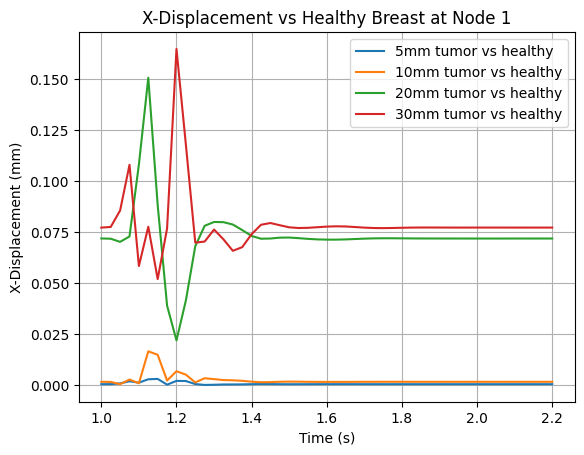 X-Displacement vs Healthy Breast at Node 1
5mm tumor vs healthy
10mm tumor vs healthy
20mm tumor vs healthy
30mm tumor vs healthy
X-Displacement (mm)
0.150
0.125
0.100
0.075
0.050
0.025
0.000
1.0 1.2 1.4 1.6 1.8 2.0 2.2
Time (s)